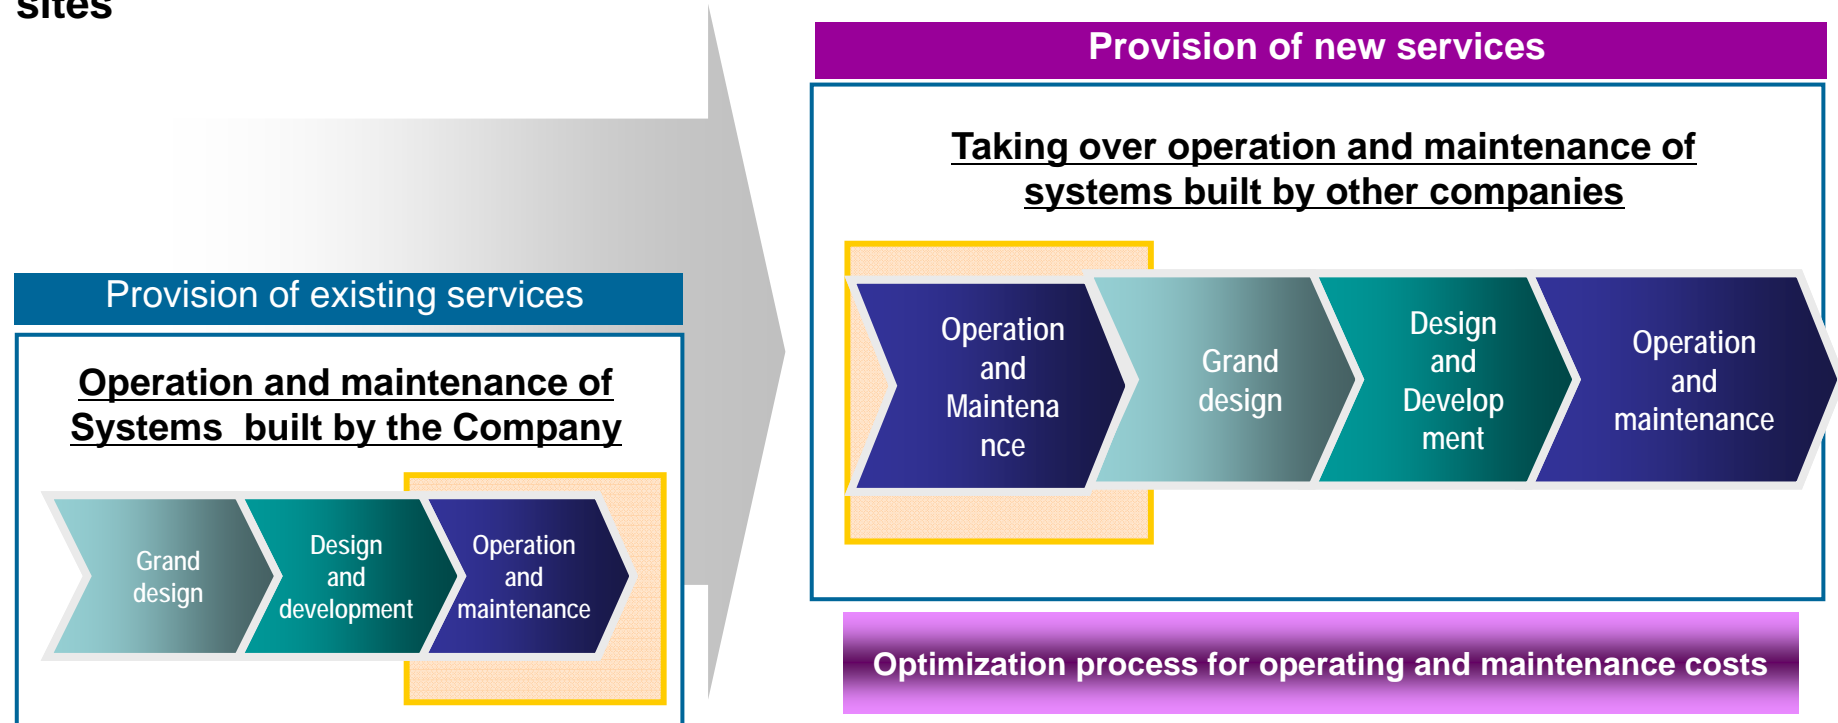 sites
Provision of existing services
Operation and maintenance of
Systems  built by the Company
Grand
design
Design
and
development
Operation
and
maintenance
Provision of new services
Taking over operation and maintenance of
systems built by other companies
Operation
and
Maintena
nce
Grand
design
Design
and
Develop
ment
Operation
and
maintenance
Optimization process for operating and maintenance costs